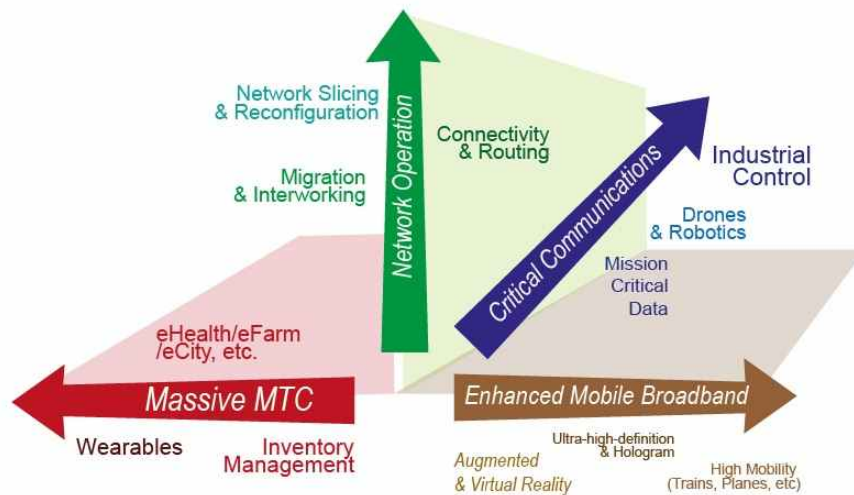 Network Slicing
& Reconfiguration
Migration
& Interworking
Network Operation
Connectivity
& Routing
Critical Communications
Industrial
Control
Drones
& Robotics
Mission
Critical
Data
eHealth/eFarm
/eCity, etc.
Massive MTC
Enhanced Mobile Broadband
Wearables
Inventory
Management
Augmented
& Virtual Reality
Ultra-high-definition
& Hologram
High Mobility
(Trains, Planes, etc)